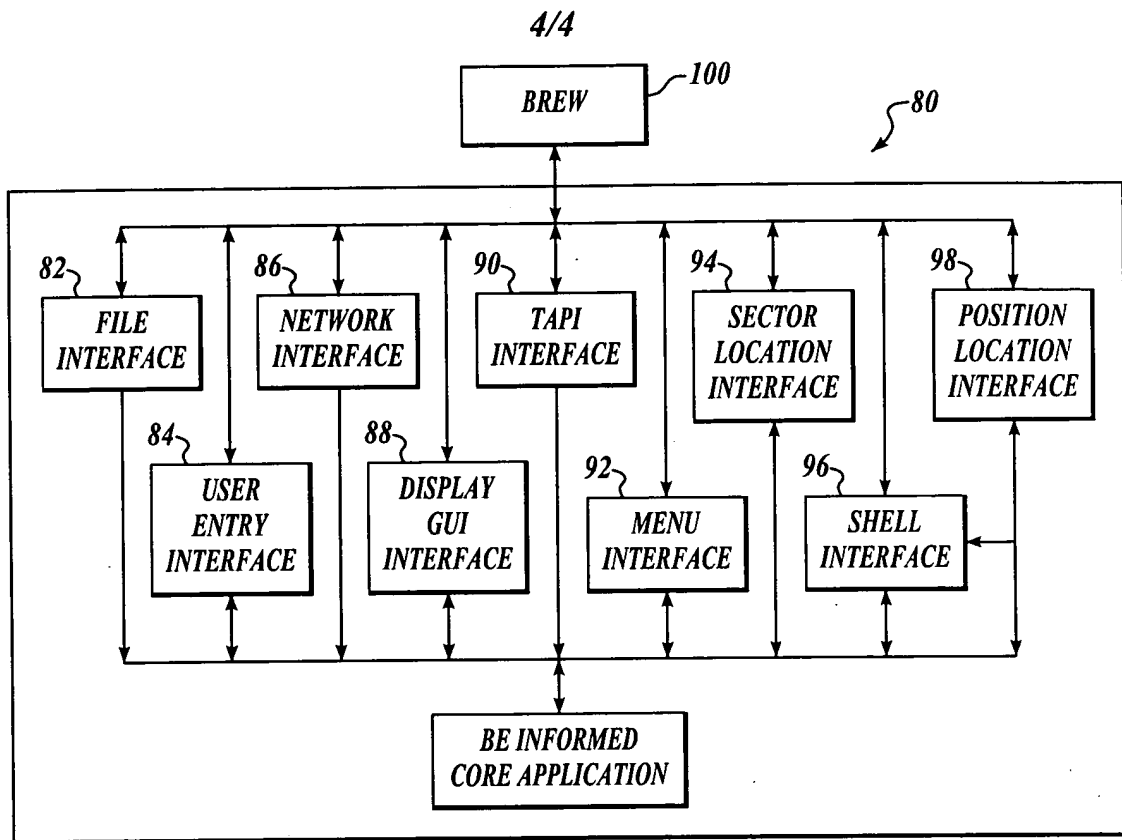 4/4
BREW
100
80
82
FILE
INTERFACE
86
NETWORK
INTERFACE
90
TAPI
INTERFACE
94
SECTOR
LOCATION
INTERFACE
98
POSITION
LOCATION
INTERFACE
84
USER
ENTRY
INTERFACE
88
DISPLAY
GUI
INTERFACE
92
MENU
INTERFACE
96
SHELL
INTERFACE
BE INFORMED
CORE APPLICATION